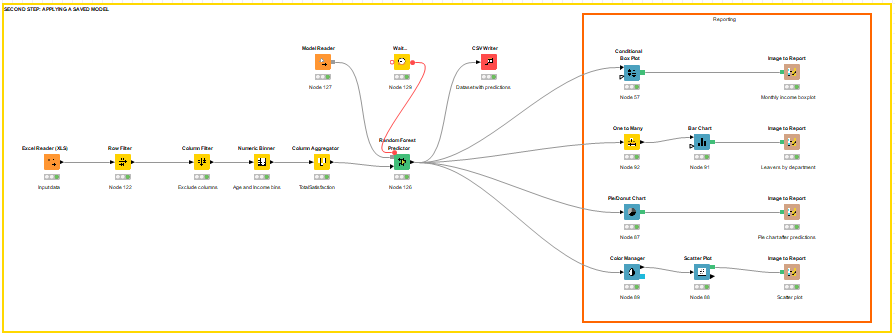 SECOND STEP: APPLYING A SAVED MODEL
Reporting
Model Reader
Node 127
Wait...
Node 129
CSV Writer
Dataset with predictions
Conditional
Box Plot
Node 57
Image to Report
Monthly income boxplot
Excel Reader (XLS)
Input data
Row Filter
Node 122
Column Filter
Exclude columns
Numeric Binner
Age and Income bins
Column Aggregator
TotalSatisfaction
Random Forest
Predictor
Node 126
One to Many
Node 92
Bar Chart
Node 91
Image to Report
Leavers by department
Pie/Donut Chart
Node 87
Image to Report
Pie chart after predictions
Color Manager
Node 89
Scatter Plot
Node 88
Image to Report
Scatter plot